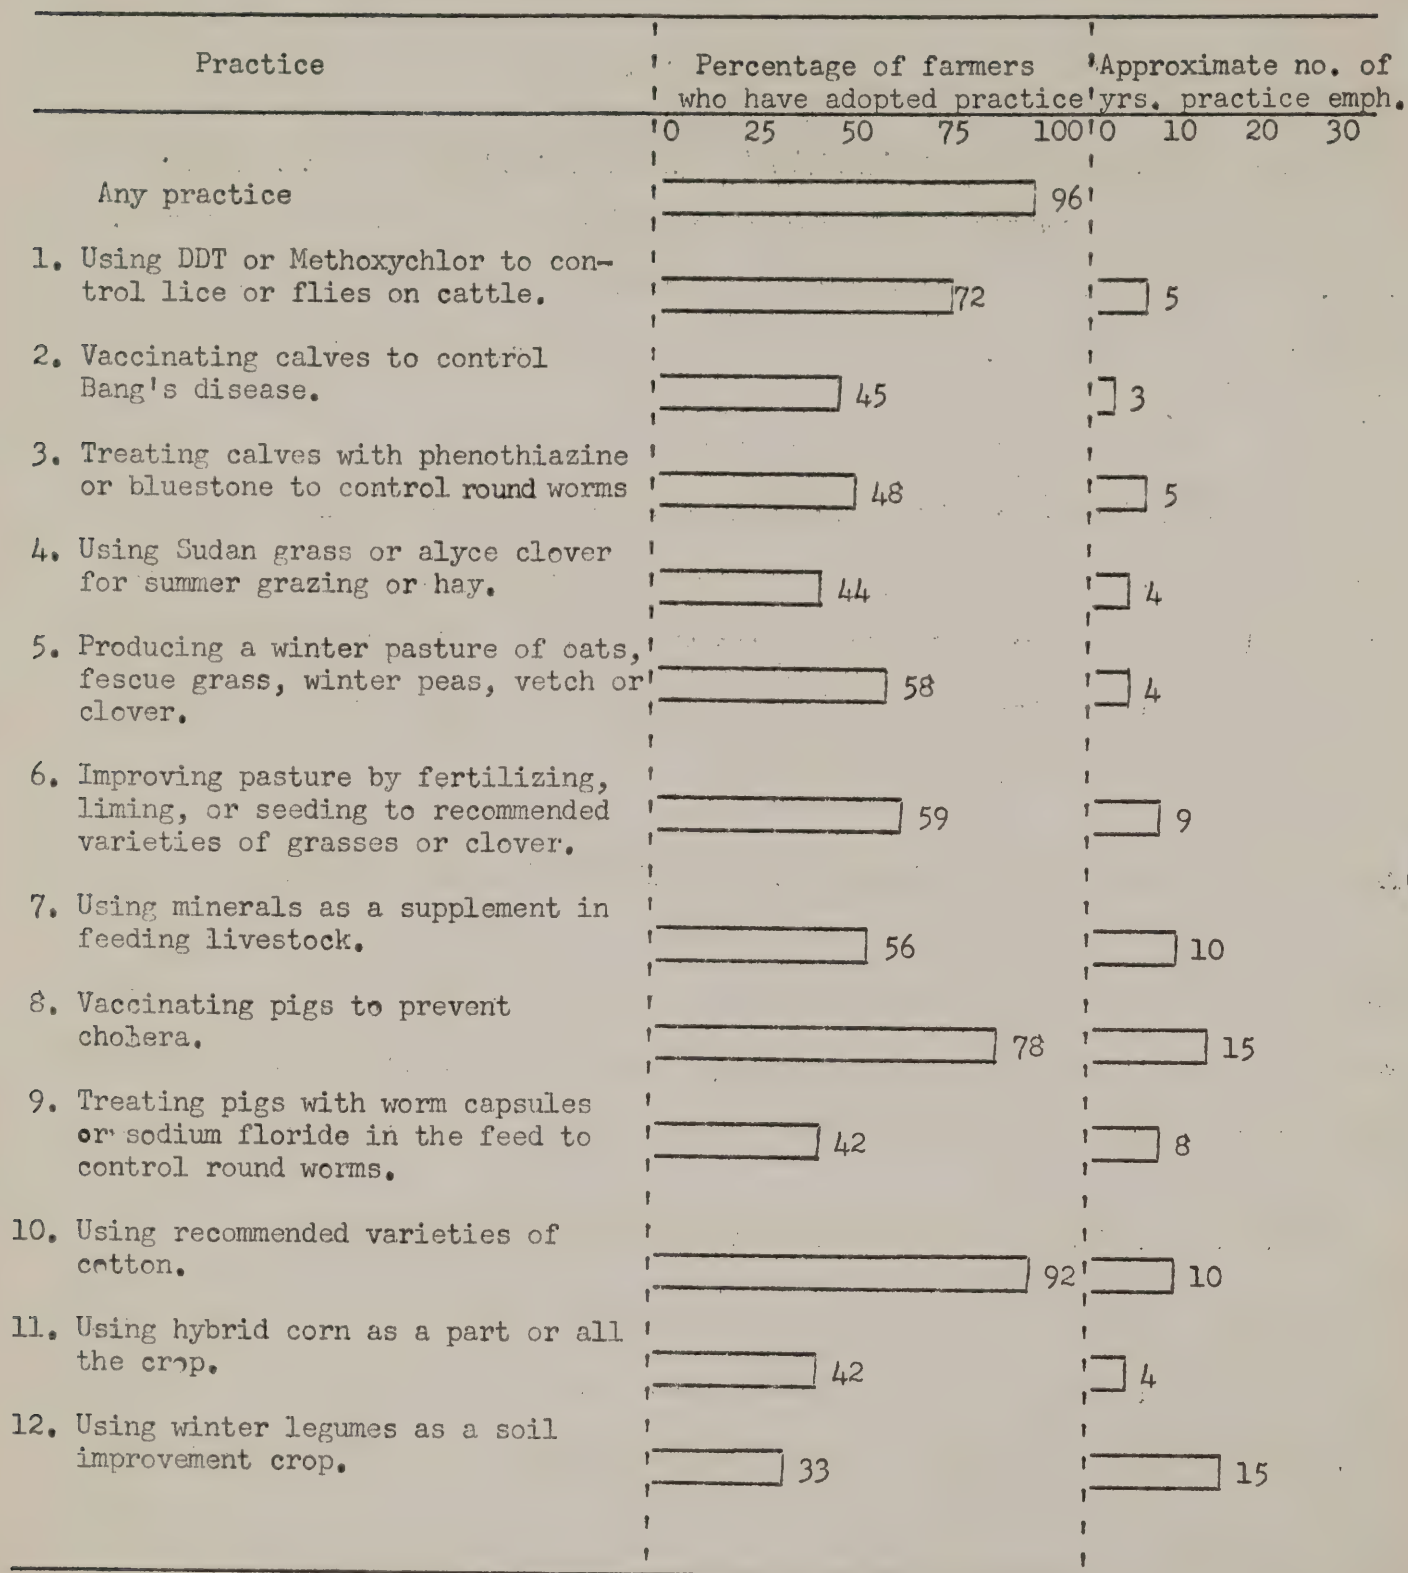 Practice
Percentage of farmers
who have adopted practice
Approximate no. of
yrs. practice emph.
0 25 50 75 100 0 10 20 30
Any practice 96
1. Using DDT or Methoxychlor to con-
trol lice or flies on cattle. 72 5
2. Vaccinating calves to control
Bang's disease. 45 3
3. Treating calves with phenothiazine
or bluestone to control round worms 48 5
4. Using Sudan grass or alyce clover
for summer grazing or hay. 44 4
5. Producing a winter pasture of oats,
fescue grass, winter peas, vetch or 58 4
clover.
6. Improving pasture by fertilizing,
liming, or seeding to recommended 59 9
varieties of grasses or clover.
7. Using minerals as a supplement in
feeding livestock. 56 10
8. Vaccinating pigs to prevent
cholera. 78 15
9. Treating pigs with worm capsules
or sodium floride in the feed to 42 8
control round worms.
10. Using recommended varieties of
cotton. 92 10
11. Using hybrid corn as a part or all
the crop. 42 4
12. Using winter legumes as a soil
improvement crop. 33 15